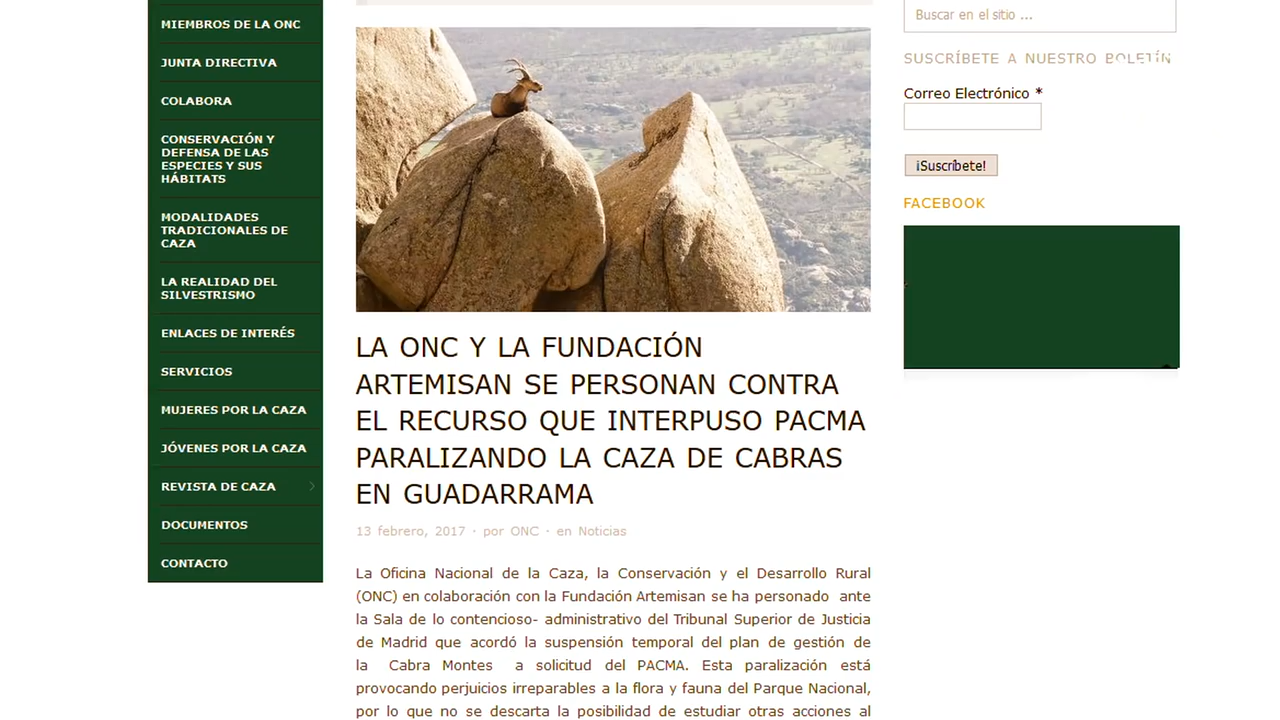 MIEMBROS DE LA ONC
JUNTA DIRECTIVA
COLABORA
CONSERVACIÓN Y
DEFENSA DE LAS
ESPECIES Y SUS
HÁBITATS
MODALIDADES
TRADICIONALES DE
CAZA
LA REALIDAD DEL
SILVESTRISMO
ENLACES DE INTERÉS
SERVICIOS
MUJERES POR LA CAZA
JÓVENES POR LA CAZA
REVISTA DE CAZA
DOCUMENTOS
CONTACTO
LA ONC Y LA FUNDACIÓN
ARTEMISAN SE PERSONAN CONTRA
EL RECURSO QUE INTERPUSO PACMA
PARALIZANDO LA CAZA DE CABRAS
EN GUADARRAMA
13 febrero, 2017 · por ONC · en Noticias
La Oficina Nacional de la Caza, la Conservación y el Desarrollo Rural
(ONC) en colaboración con la Fundación Artemisan se ha personado ante
la Sala de lo contencioso- administrativo del Tribunal Superior de Justicia
de Madrid que acordó la suspensión temporal del plan de gestión de
la Cabra Montes a solicitud del PACMA. Esta paralización está
provocando perjuicios irreparables a la flora y fauna del Parque Nacional,
por lo que no se descarta la posibilidad de estudiar otras acciones al
Buscar en el sitio ...
SUSCRÍBETE A NUESTRO BOLETÍN
Correo Electrónico *
¡Suscríbete!
FACEBOOK